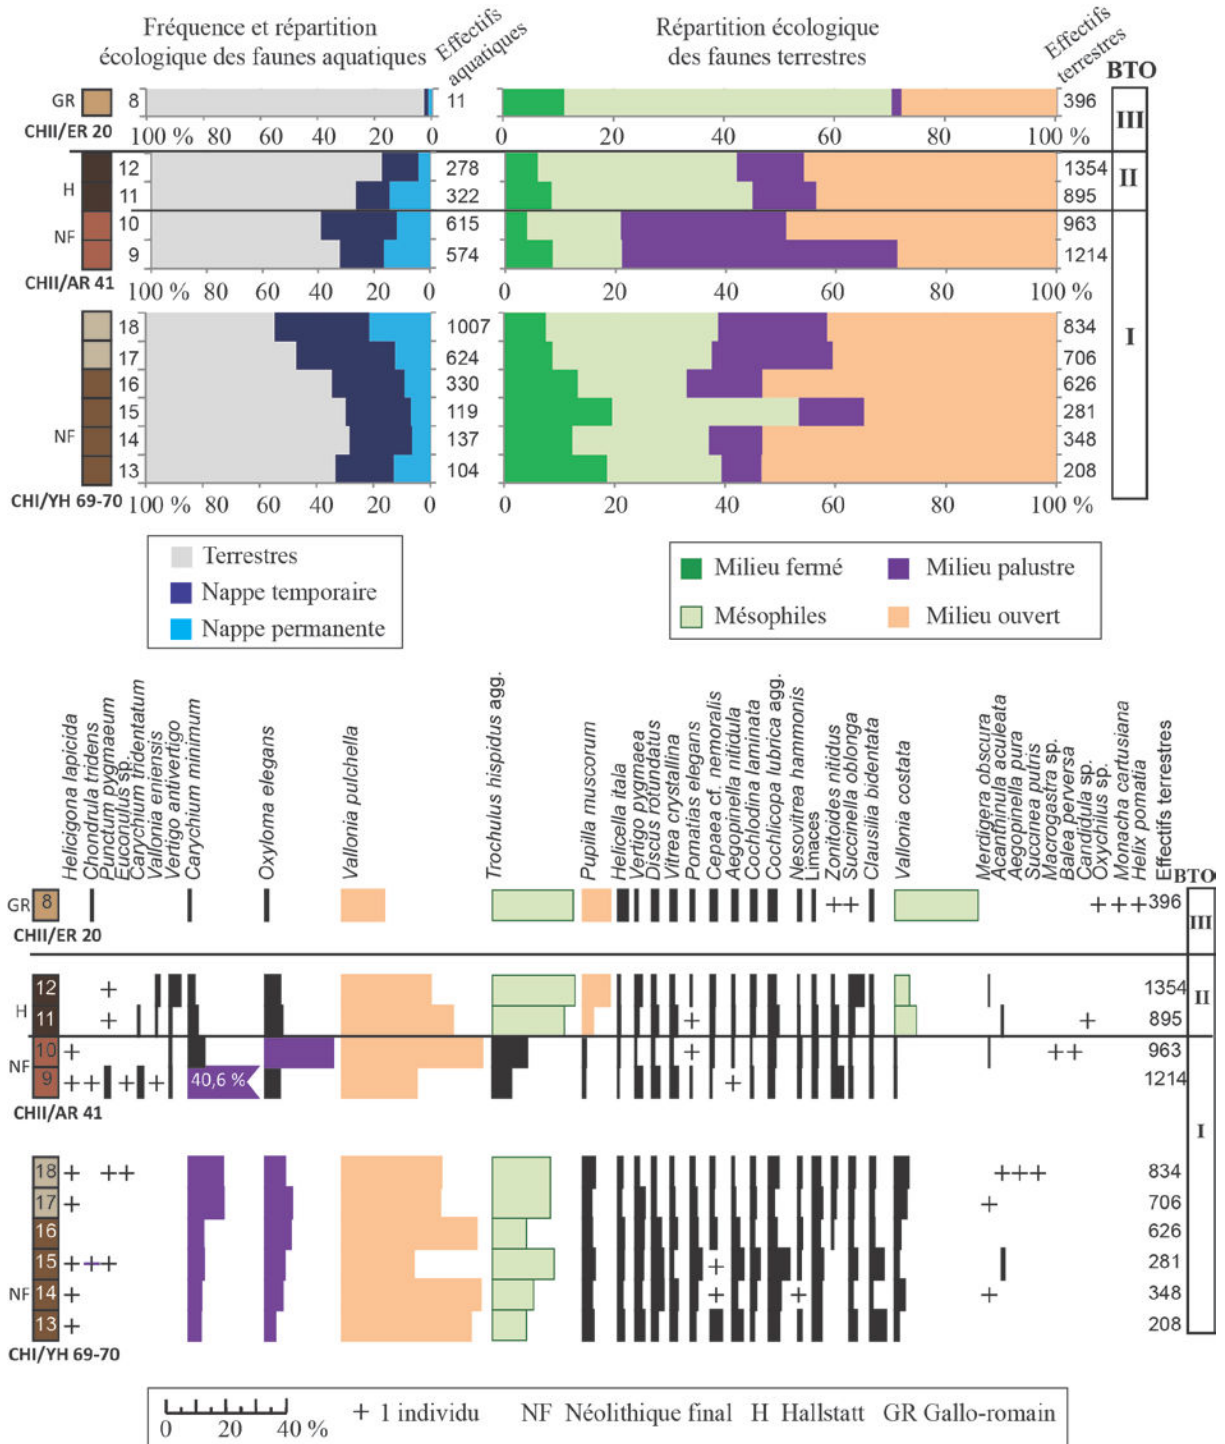 Fréquence et répartition
écologique des faunes aquatiques
Effectifs
aquatiques
Répartition écologique
des faunes terrestres
Effectifs
terrestres
BTO
GR 8 11 396 III
CHII/ER 20
100 % 80 60 40 20 0
0 20 40 60 80 100 %
12 278 1354 II
H
11 322 895
10 615 963
NF
9 574 1214
CHII/AR 41
100 % 80 60 40 20 0
0 20 40 60 80 100 %
18 1007 834
17 624 706 I
16 330 626
15 119 281
NF 14 137 348
13 104 208
CHI/YH 69-70
100 % 80 60 40 20 0
0 20 40 60 80 100 %
Terrestres
Nappe temporaire
Nappe permanente
Milieu fermé
Milieu palustre
Mésophiles
Milieu ouvert
Helicigona lapicida
Chondrula tridens
Punctum pygmaeum
Euconulus sp.
Carychium tridentatum
Vallonia eniensis
Vertigo antivertigo
Carychium minimum
Oxyloma elegans
Vallonia pulchella
Trochulus hispidus agg.
Pupilla muscorum
Helicella itala
Vertigo pygmaea
Discus rotundatus
Vitrea crystallina
Pomatias elegans
Cepaea cf. nemoralis
Aegopinella nitidula
Cochlodina laminata
Cochlicopa lubrica agg.
Nesovitrea hammonis
Limaces
Zonitoides nitidus
Succinella oblonga
Clausilia bidentata
Vallonia costata
Merdigera obscura
Acanthinula aculeata
Aegopinella pura
Succinea putris
Macrogastra sp.
Balea perversa
Candidula sp.
Oxychilus sp.
Monacha cartusiana
Helix pomatia
Effectifs terrestres
BTO
GR 8 + + + + + 396 III
CHII/ER 20
12 + 1354 II
H
11 + + + 895
10 + + + + 963
NF
9 + + + + 40,6 % + 1214
CHII/AR 41
I
18 + + + + + + 834
17 + + 706
16 626
15 + + + + 281
NF 14 + + + + 348
13 + 208
CHI/YH 69-70
0 20 40 %
+ 1 individu NF Néolithique final H Hallstatt GR Gallo-romain